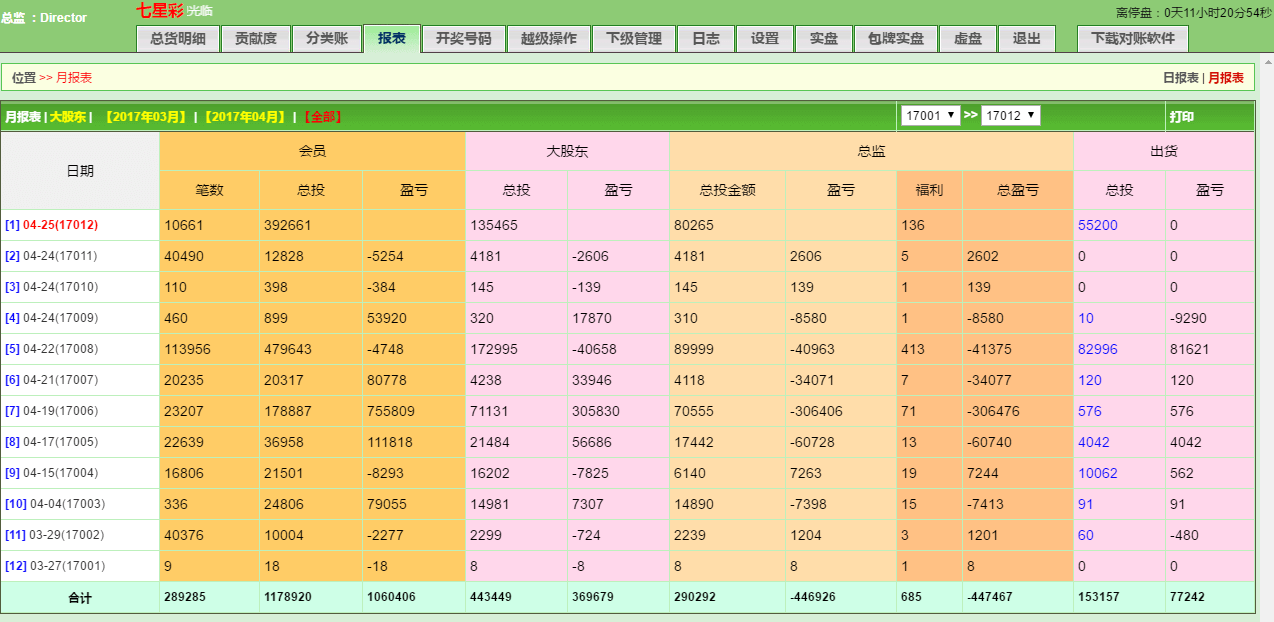 总监 : Director
七星彩 光临
离停盘：0天11小时20分54秒
总货明细 贡献度 分类账 报表 开奖号码 越级操作 下级管理 日志 设置 实盘 包牌实盘 虚盘 退出 下载对账软件
位置 >> 月报表 日报表 | 月报表
月报表 | 大股东 | 【2017年03月】 | 【2017年04月】 | 【全部】 17001 >> 17012 打印
日期 会员 大股东 总监 出货
笔数 总投 盈亏 总投 盈亏 总投金额 盈亏 福利 总盈亏 总投 盈亏
[1] 04-25(17012) 10661 392661 135465 80265 136 55200 0
[2] 04-24(17011) 40490 12828 -5254 4181 -2606 4181 2606 5 2602 0 0
[3] 04-24(17010) 110 398 -384 145 -139 145 139 1 139 0 0
[4] 04-24(17009) 460 899 53920 320 17870 310 -8580 1 -8580 10 -9290
[5] 04-22(17008) 113956 479643 -4748 172995 -40658 89999 -40963 413 -41375 82996 81621
[6] 04-21(17007) 20235 20317 80778 4238 33946 4118 -34071 7 -34077 120 120
[7] 04-19(17006) 23207 178887 755809 71131 305830 70555 -306406 71 -306476 576 576
[8] 04-17(17005) 22639 36958 111818 21484 56686 17442 -60728 13 -60740 4042 4042
[9] 04-15(17004) 16806 21501 -8293 16202 -7825 6140 7263 19 7244 10062 562
[10] 04-04(17003) 336 24806 79055 14981 7307 14890 -7398 15 -7413 91 91
[11] 03-29(17002) 40376 10004 -2277 2299 -724 2239 1204 3 1201 60 -480
[12] 03-27(17001) 9 18 -18 8 -8 8 8 1 8 0 0
合计 289285 1178920 1060406 443449 369679 290292 -446926 685 -447467 153157 77242